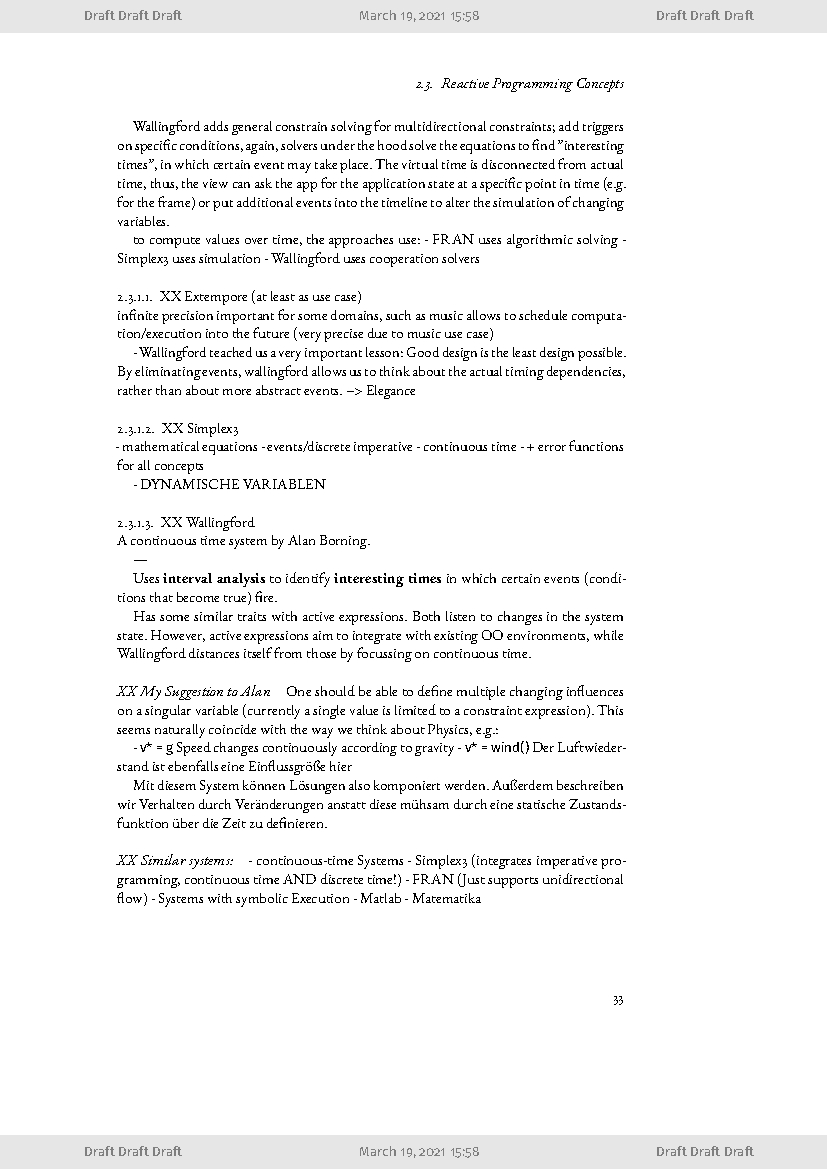 Draft Draft Draft March 19, 2021 15:58 Draft Draft Draft
2.3. Reactive Programming Concepts
Wallingford adds general constrain solving for multidirectional constraints; add triggers
on specific conditions, again, solvers under the hood solve the equations to find "interesting
times", in which certain event may take place. The virtual time is disconnected from actual
time, thus, the view can ask the app for the application state at a specific point in time (e.g.
for the frame) or put additional events into the timeline to alter the simulation of changing
variables.
to compute values over time, the approaches use: - FRAN uses algorithmic solving -
Simplex3 uses simulation - Wallingford uses cooperation solvers
2.3.1.1. XX Extempore (at least as use case)
infinite precision important for some domains, such as music allows to schedule computa-
tion/execution into the future (very precise due to music use case)
- Wallingford teached us a very important lesson: Good design is the least design possible.
By eliminating events, wallingford allows us to think about the actual timing dependencies,
rather than about more abstract events. –> Elegance
2.3.1.2. XX Simplex3
- mathematical equations - events/discrete imperative - continuous time - + error functions
for all concepts
- DYNAMISCHE VARIABLEN
2.3.1.3. XX Wallingford
A continuous time system by Alan Borning.
—
Uses interval analysis to identify interesting times in which certain events (condi-
tions that become true) fire.
Has some similar traits with active expressions. Both listen to changes in the system
state. However, active expressions aim to integrate with existing OO environments, while
Wallingford distances itself from those by focussing on continuous time.
XX My Suggestion to Alan One should be able to define multiple changing influences
on a singular variable (currently a single value is limited to a constraint expression). This
seems naturally coincide with the way we think about Physics, e.g.:
- v* = g Speed changes continuously according to gravity - v* = wind() Der Luftwieder-
stand ist ebenfalls eine Einflussgröße hier
Mit diesem System können Lösungen also komponiert werden. Außerdem beschreiben
wir Verhalten durch Veränderungen anstatt diese mühsam durch eine statische Zustands-
funktion über die Zeit zu definieren.
XX Similar systems: - continuous-time Systems - Simplex3 (integrates imperative pro-
gramming, continuous time AND discrete time!) - FRAN (Just supports unidirectional
flow) - Systems with symbolic Execution - Matlab - Matematika
33
Draft Draft Draft March 19, 2021 15:58 Draft Draft Draft